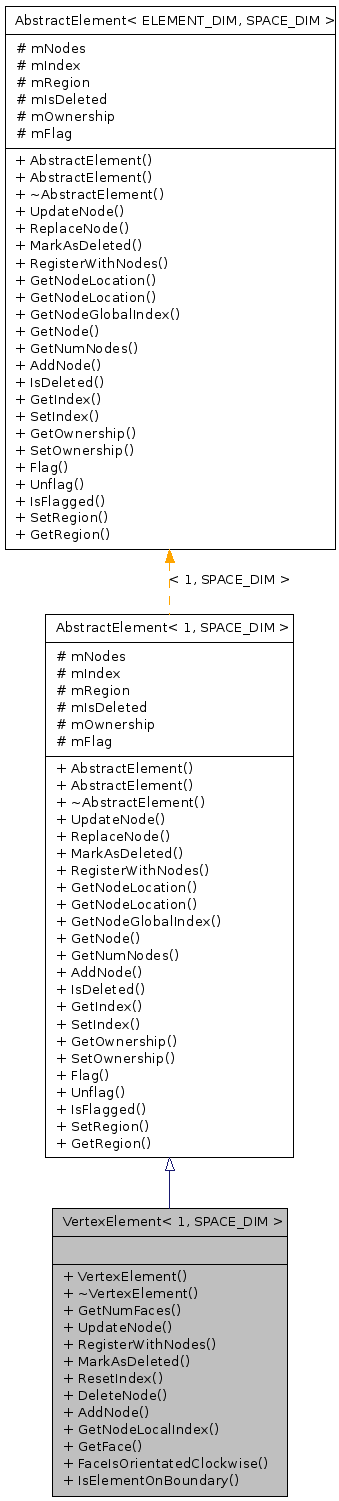 AbstractElement< ELEMENT_DIM, SPACE_DIM >
# mNodes
# mIndex
# mRegion
# mIsDeleted
# mOwnership
# mFlag
+ AbstractElement()
+ AbstractElement()
+ ~AbstractElement()
+ UpdateNode()
+ ReplaceNode()
+ MarkAsDeleted()
+ RegisterWithNodes()
+ GetNodeLocation()
+ GetNodeLocation()
+ GetNodeGlobalIndex()
+ GetNode()
+ GetNumNodes()
+ AddNode()
+ IsDeleted()
+ GetIndex()
+ SetIndex()
+ GetOwnership()
+ SetOwnership()
+ Flag()
+ Unflag()
+ IsFlagged()
+ SetRegion()
+ GetRegion()
< 1, SPACE_DIM >
AbstractElement< 1, SPACE_DIM >
# mNodes
# mIndex
# mRegion
# mIsDeleted
# mOwnership
# mFlag
+ AbstractElement()
+ AbstractElement()
+ ~AbstractElement()
+ UpdateNode()
+ ReplaceNode()
+ MarkAsDeleted()
+ RegisterWithNodes()
+ GetNodeLocation()
+ GetNodeLocation()
+ GetNodeGlobalIndex()
+ GetNode()
+ GetNumNodes()
+ AddNode()
+ IsDeleted()
+ GetIndex()
+ SetIndex()
+ GetOwnership()
+ SetOwnership()
+ Flag()
+ Unflag()
+ IsFlagged()
+ SetRegion()
+ GetRegion()
VertexElement< 1, SPACE_DIM >
+ VertexElement()
+ ~VertexElement()
+ GetNumFaces()
+ UpdateNode()
+ RegisterWithNodes()
+ MarkAsDeleted()
+ ResetIndex()
+ DeleteNode()
+ AddNode()
+ GetNodeLocalIndex()
+ GetFace()
+ FaceIsOrientatedClockwise()
+ IsElementOnBoundary()